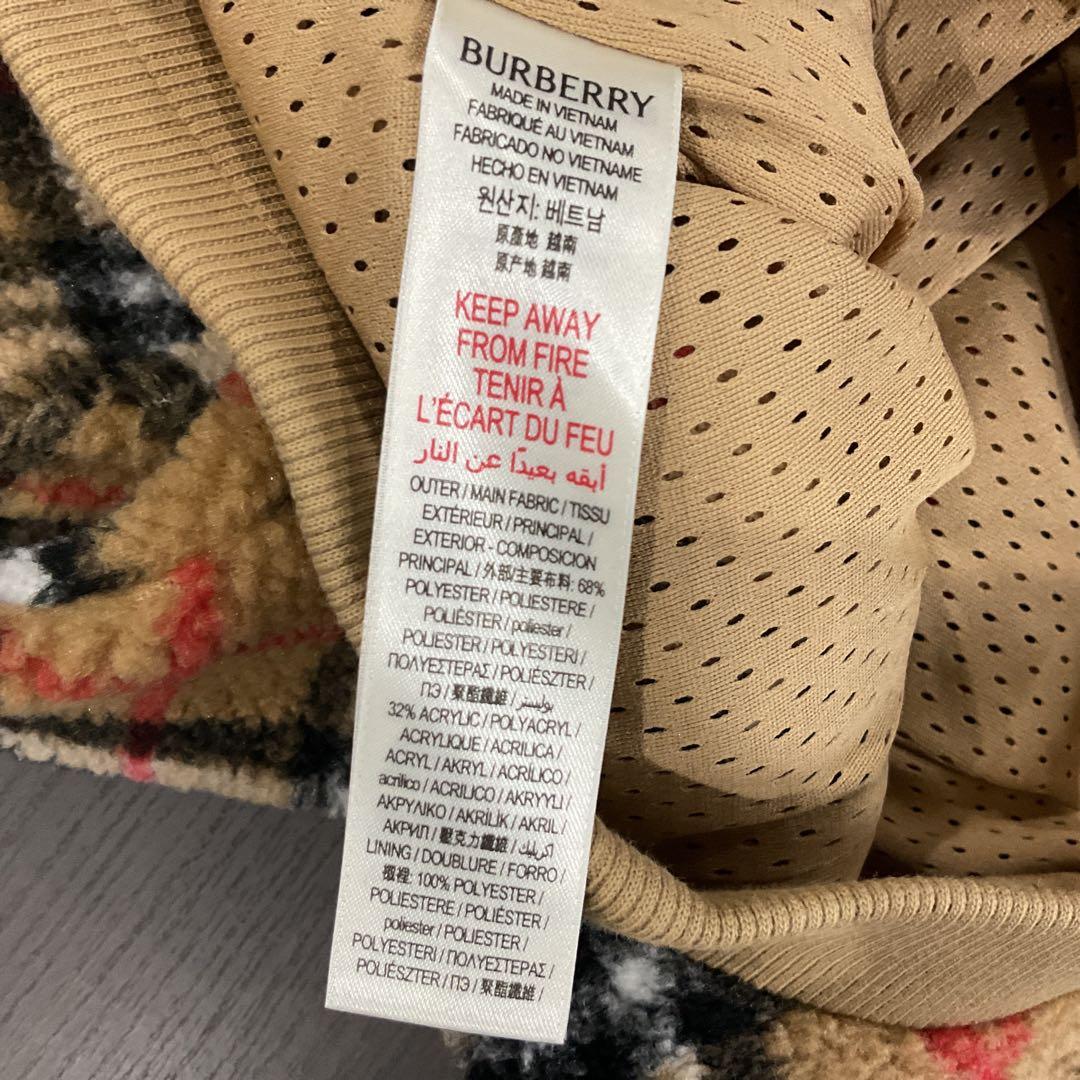 BURBERRY
MADE IN VIETNAM
FABRIQUÉ AU VIETNAM
FABRICADO NO VIETNAME
HECHO EN VIETNAM
원산지: 베트남
原產地 越南
原产地 越南
KEEP AWAY
FROM FIRE
TENIR À
L'ÉCART DU FEU
أبقه بعيدًا عن النار
OUTER / MAIN FABRIC / TISSU
EXTÉRIEUR / PRINCIPAL /
EXTERIOR - COMPOSICION
PRINCIPAL / 外部/主要布料: 68%
POLYESTER / POLIESTERE /
POLIÉSTER / poliester /
POLIESTER / POLYESTERI /
ΠΟΛΥΕΣΤΕΡΑΣ / POLIÉSZTER /
ПЭ / 聚酯纖維 / بوليستر /
32% ACRYLIC / POLYACRYL /
ACRYLIQUE / ACRILICA /
ACRYL / AKRYL / ACRÍLICO /
acrilico / ACRILICO / AKRYYLI /
ΑΚΡΥΛΙΚΟ / AKRİLİK / AKRIL /
АКРИЛ / 壓克力纖維 / اكريليك /
LINING / DOUBLURE / FORRO /
襯裡: 100% POLYESTER /
POLIESTERE / POLIÉSTER /
poliester / POLIESTER /
POLYESTERI / ΠΟΛΥΕΣΤΕΡΑΣ /
POLIÉSZTER / ПЭ / 聚酯纖維 /